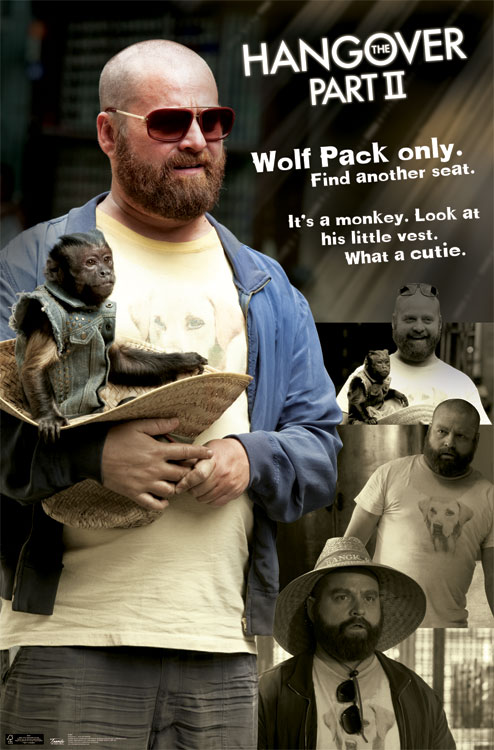 THE
HANGOVER
PART II
Wolf Pack only.
Find another seat.
It's a monkey. Look at
his little vest.
What a cutie.